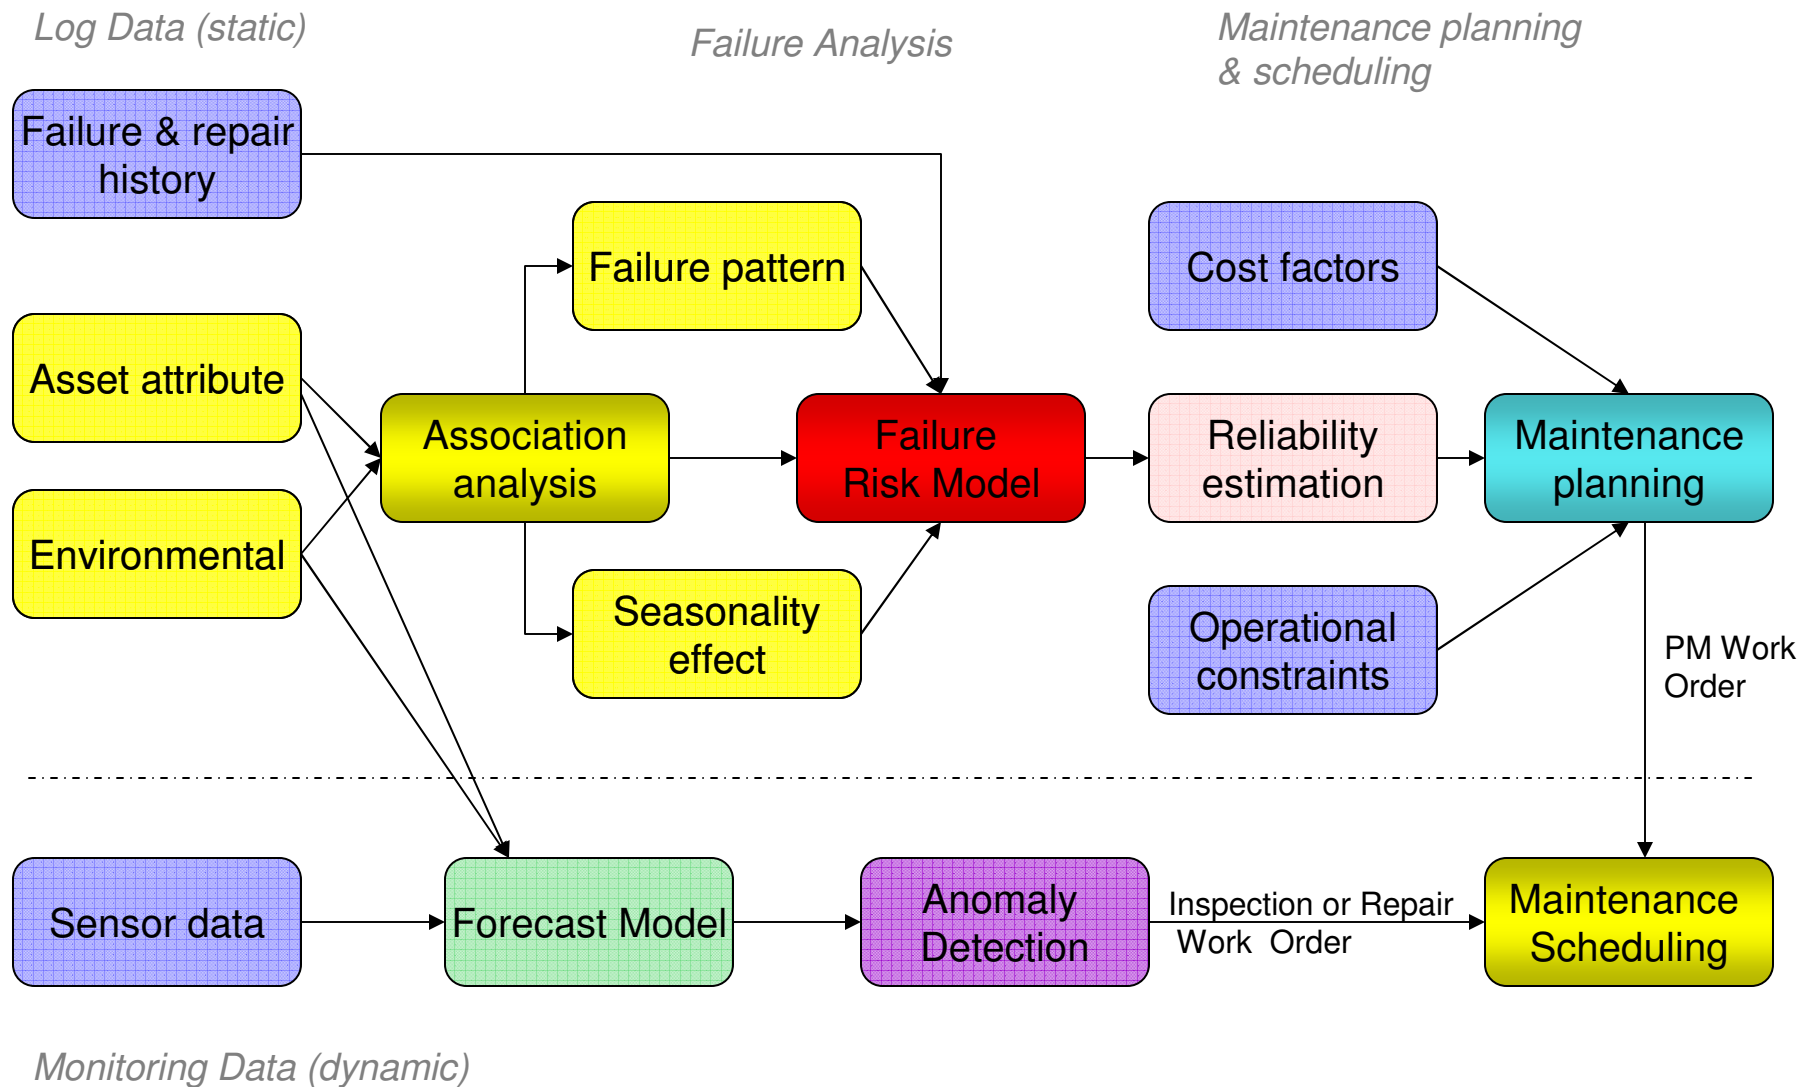 Log Data (static)
Failure Analysis
Maintenance planning
& scheduling
Failure & repair
history
Failure pattern
Cost factors
Asset attribute
Association
analysis
Failure
Risk Model
Reliability
estimation
Maintenance
planning
Environmental
Seasonality
effect
Operational
constraints
PM Work
Order
Sensor data
Forecast Model
Anomaly
Detection
Inspection or Repair
Work Order
Maintenance
Scheduling
Monitoring Data (dynamic)